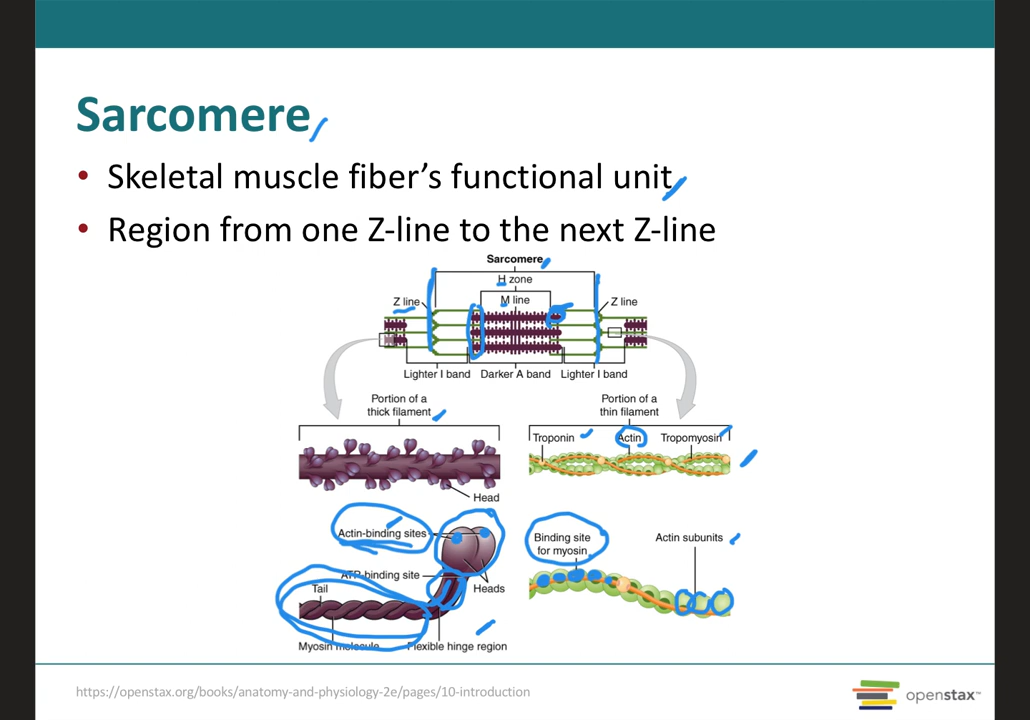 Sarcomere
• Skeletal muscle fiber's functional unit
• Region from one Z-line to the next Z-line
Sarcomere
H zone
Z line
M line
Z line
Lighter I band
Darker A band
Lighter I band
Portion of a
thick filament
Portion of a
thin filament
Troponin
Actin
Tropomyosin
Head
Actin-binding sites
ATP-binding site
Heads
Tail
Myosin molecule
Flexible hinge region
Binding site
for myosin
Actin subunits
https://openstax.org/books/anatomy-and-physiology-2e/pages/10-introduction
openstax™